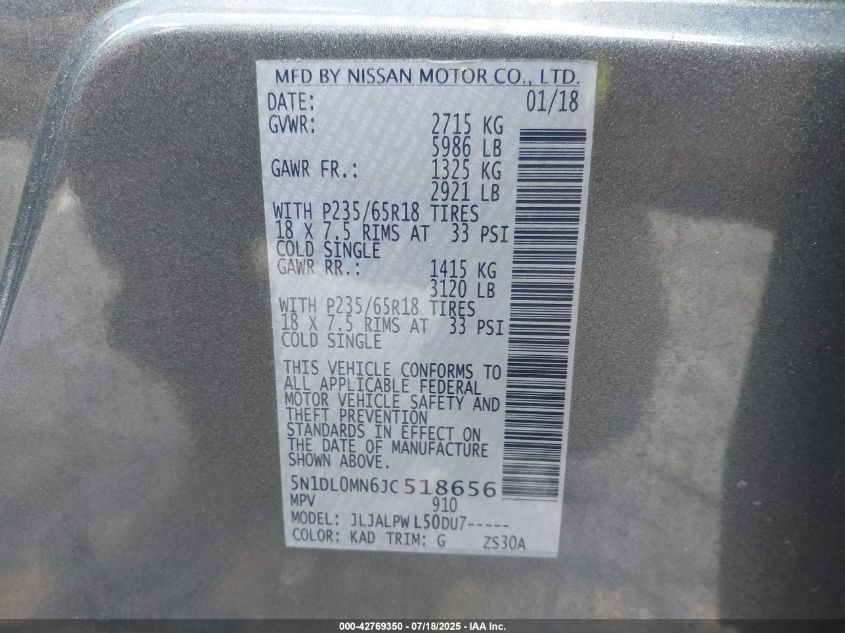 MFD BY NISSAN MOTOR CO., LTD.
DATE: 01/18
GVWR: 2715 KG
5986 LB
GAWR FR.: 1325 KG
2921 LB
WITH P235/65R18 TIRES
18 X 7.5 RIMS AT 33 PSI
COLD SINGLE
GAWR RR.: 1415 KG
3120 LB
WITH P235/65R18 TIRES
18 X 7.5 RIMS AT 33 PSI
COLD SINGLE
THIS VEHICLE CONFORMS TO
ALL APPLICABLE FEDERAL
MOTOR VEHICLE SAFETY AND
THEFT PREVENTION
STANDARDS IN EFFECT ON
THE DATE OF MANUFACTURE
SHOWN ABOVE.
5N1DL0MN6JC518656
MPV 910
MODEL: JLJALPWL50DU7-----
COLOR: KAD TRIM: G ZS30A
000-42769350 | 07/18/2025 - IAA Inc.